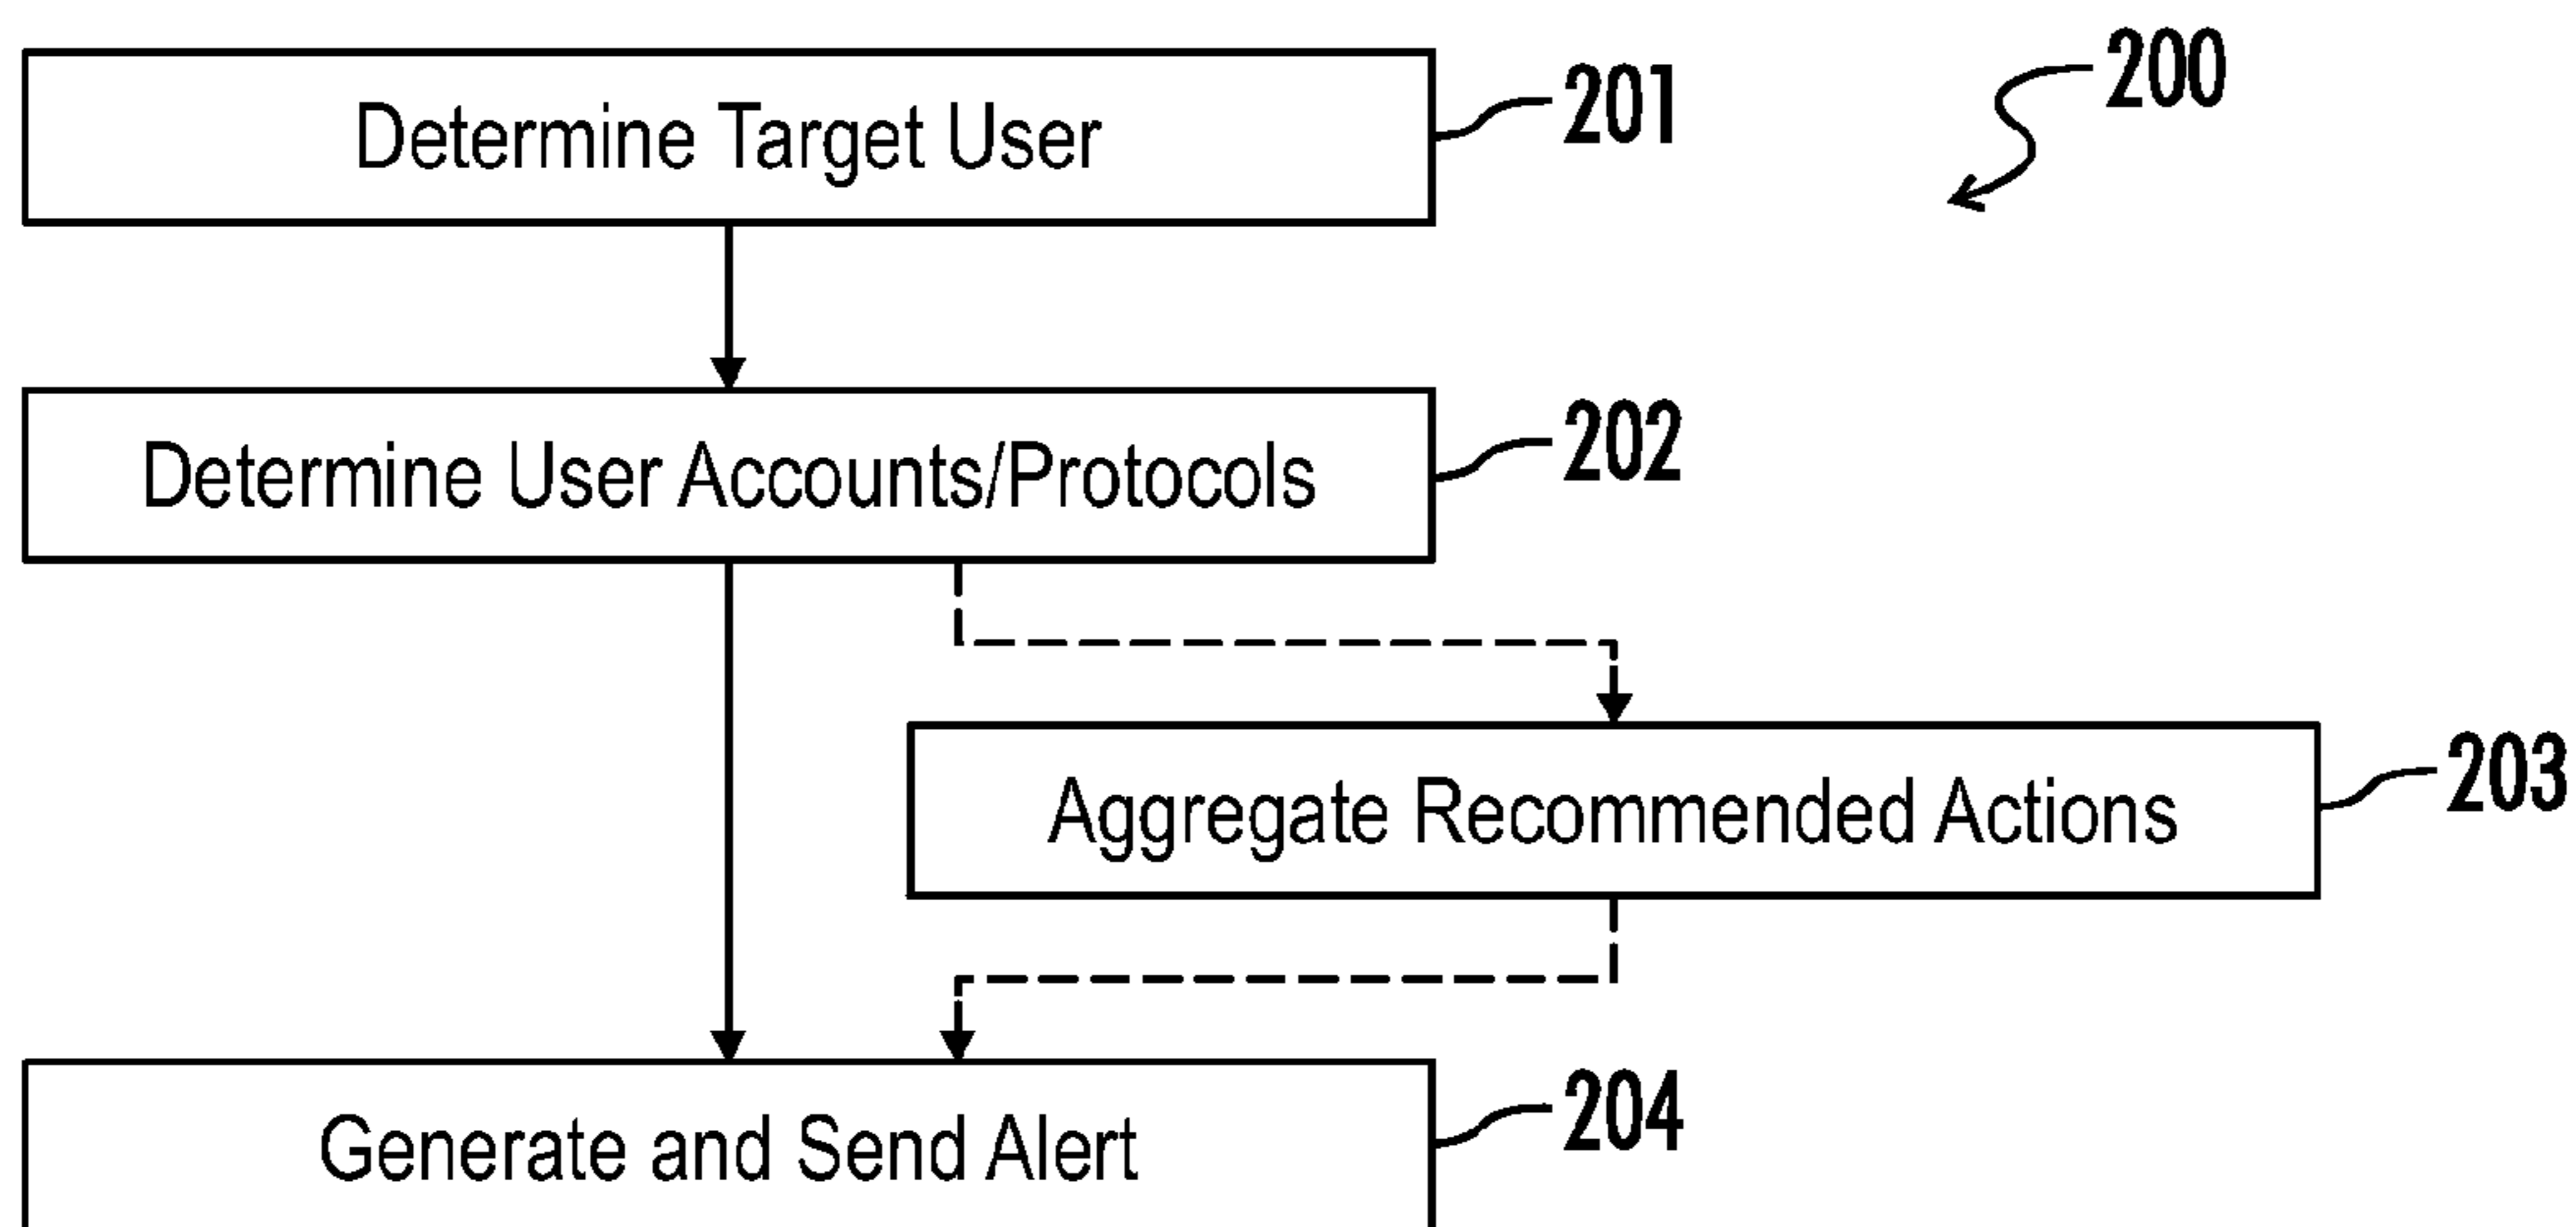 200
Determine Target User
201
Determine User Accounts/Protocols
202
Aggregate Recommended Actions
203
Generate and Send Alert
204